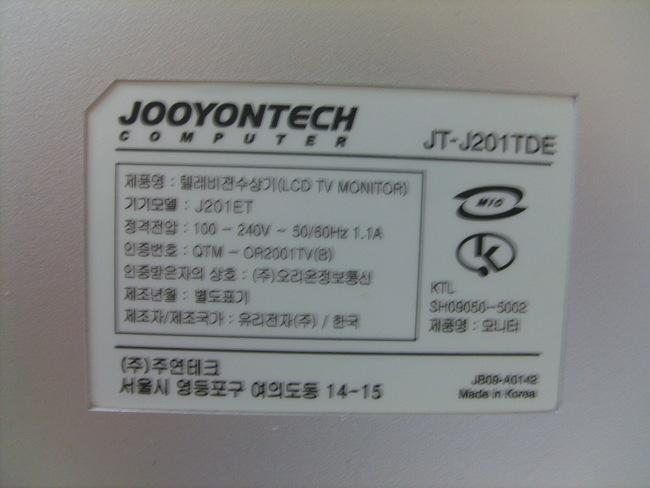 JOOYONTECH
COMPUTER
JT-J201TDE
제품명 : 텔레비전수상기(LCD TV MONITOR)
기기모델 : J201ET
정격전압 : 100 - 240V ~ 50/60Hz 1.1A
인증번호 : QTM - OR2001TV(B)
인증받은자의 상호 : (주)오리온정보통신
제조년월 : 별도표기
제조자/제조국가 : 유리전자(주) / 한국
MIC
K
KTL
SH09050-5002
제품명 : 모니터
(주)주연테크
서울시 영등포구 여의도동 14-15
JB09-A0142
Made in Korea